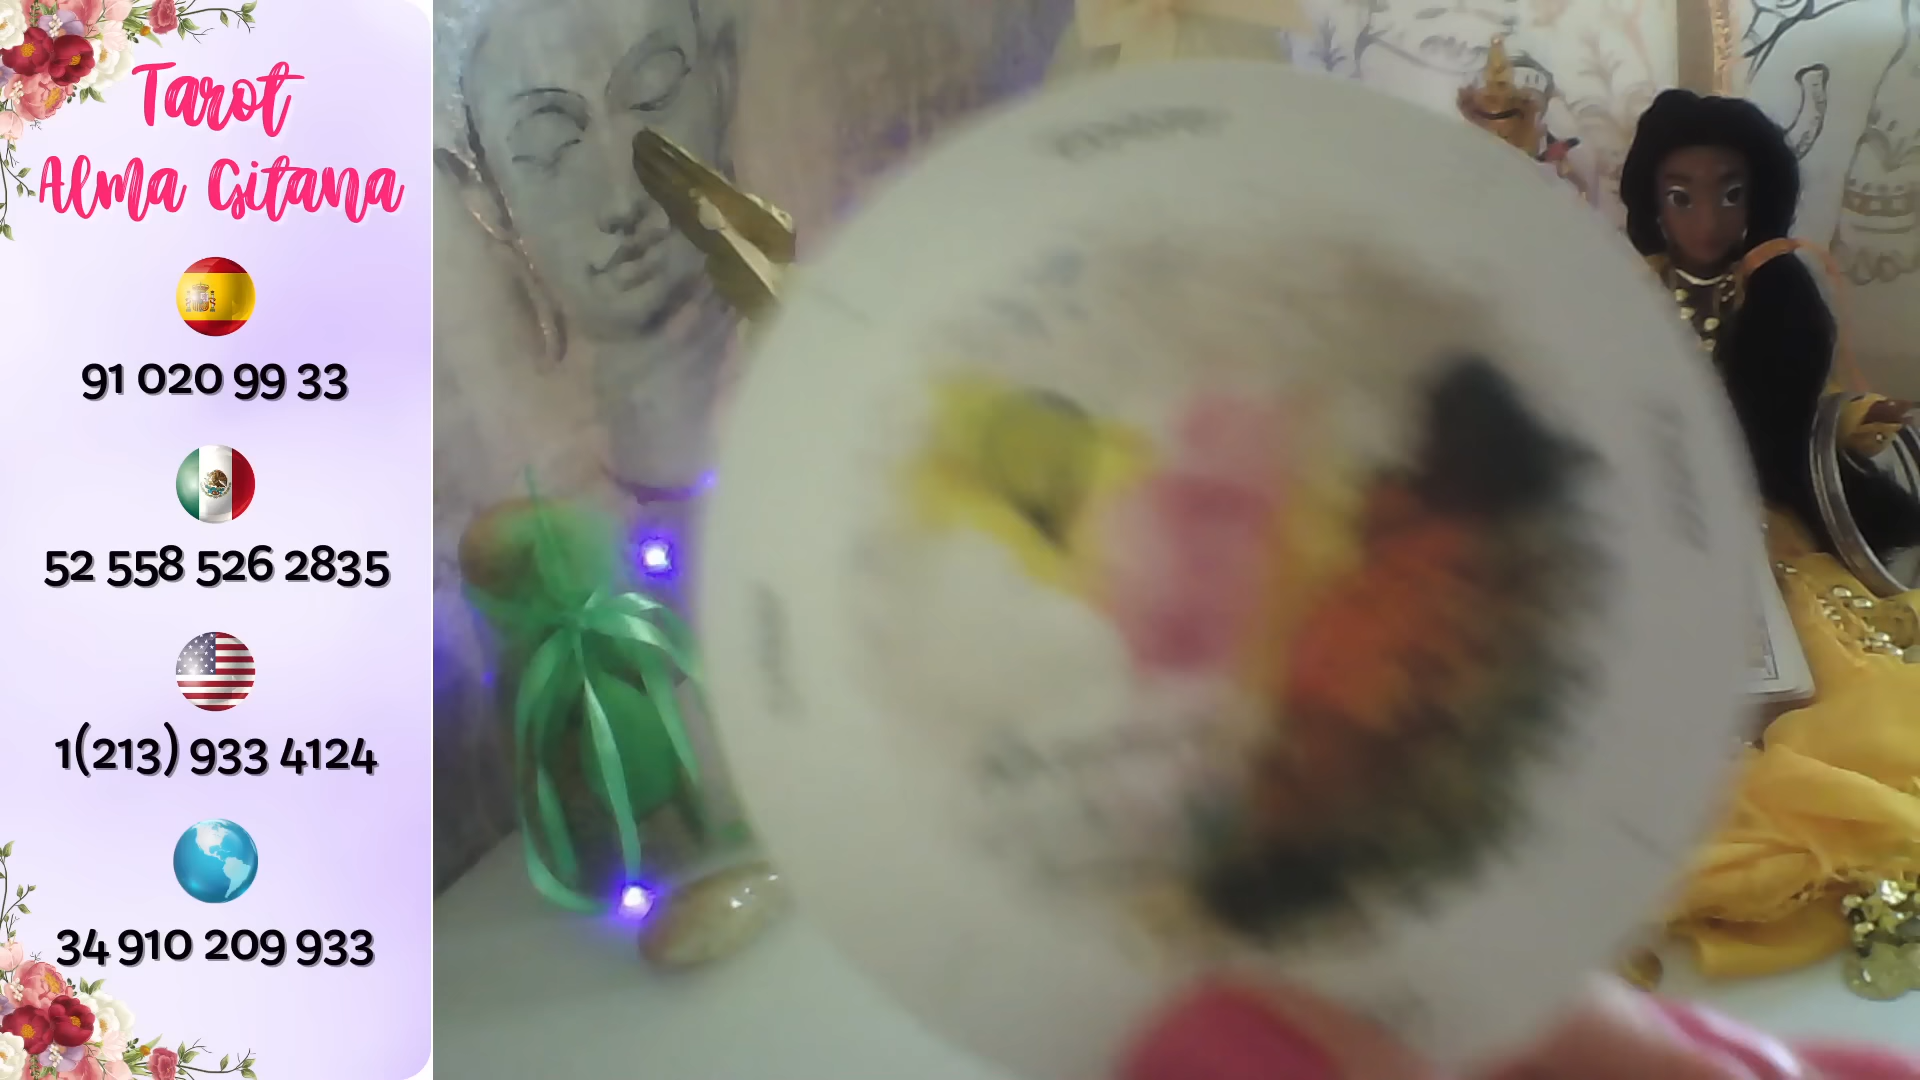 Tarot
Alma Gitana
91 020 99 33
52 558 526 2835
1(213) 933 4124
34 910 209 933